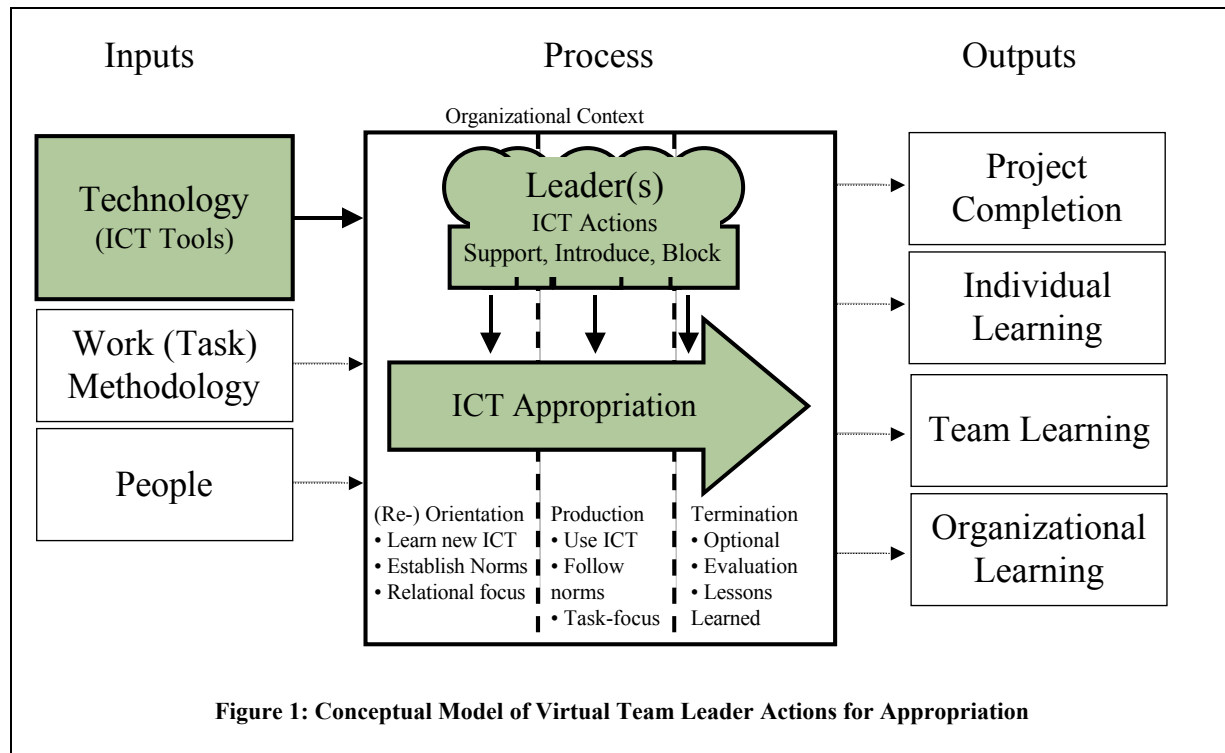 Inputs
Process
Outputs
Organizational Context
Technology
(ICT Tools)
Work (Task)
Methodology
People
Leader(s)
ICT Actions
Support, Introduce, Block
ICT Appropriation
(Re-) Orientation
• Learn new ICT
• Establish Norms
• Relational focus
Production
• Use ICT
• Follow
norms
• Task-focus
Termination
• Optional
• Evaluation
• Lessons
Learned
Project
Completion
Individual
Learning
Team Learning
Organizational
Learning
Figure 1: Conceptual Model of Virtual Team Leader Actions for Appropriation